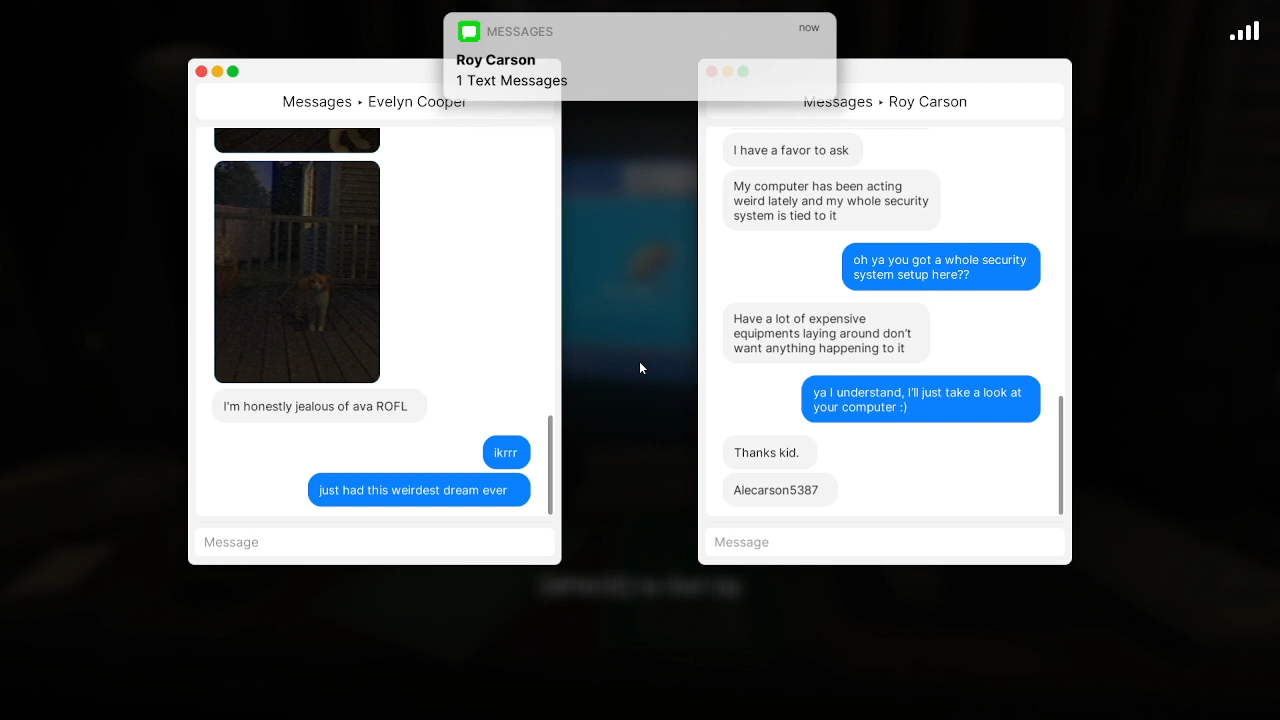 MESSAGES
now
Roy Carson
1 Text Messages
Messages ▸ Evelyn Cooper
I'm honestly jealous of ava ROFL
ikrrr
just had this weirdest dream ever
Message
Messages ▸ Roy Carson
I have a favor to ask
My computer has been acting
weird lately and my whole security
system is tied to it
oh ya you got a whole security
system setup here??
Have a lot of expensive
equipments laying around don't
want anything happening to it
ya I understand, I'll just take a look at
your computer :)
Thanks kid.
Alecarson5387
Message